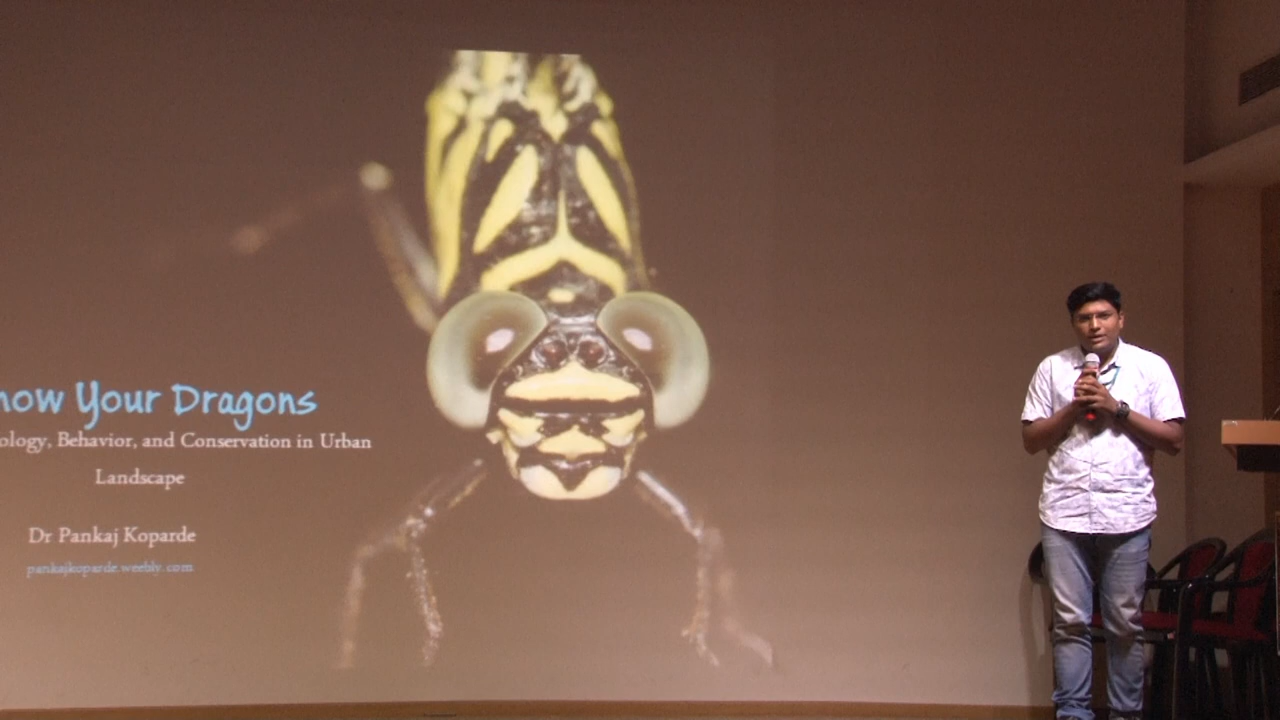 now Your Dragons
ology, Behavior, and Conservation in Urban
Landscape
Dr Pankaj Koparde
pankajkoparde.weebly.com